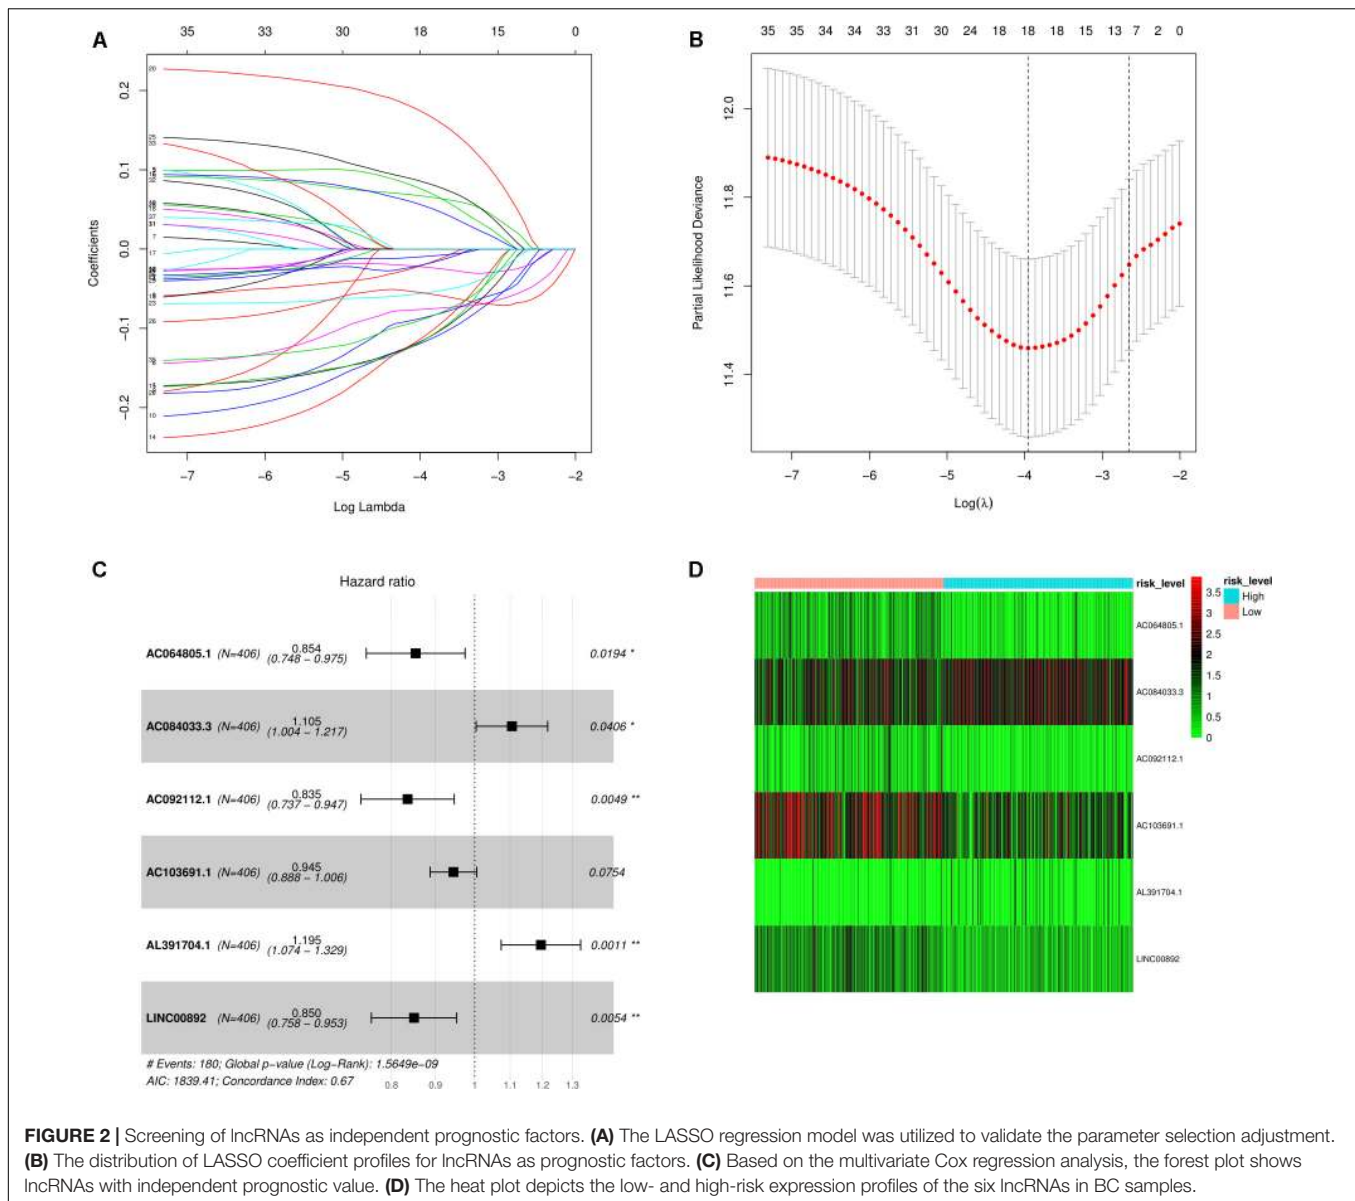 A
35 33 30 18 15 0
0.2
0.1
0.0
−0.1
−0.2
Coefficients
20
7
17
23
26
10
14
−7 −6 −5 −4 −3 −2
Log Lambda
B
35 35 34 34 33 31 30 24 18 18 18 15 13 7 2 0
12.0
11.8
11.6
11.4
Partial Likelihood Deviance
−7 −6 −5 −4 −3 −2
Log(λ)
C
Hazard ratio
AC064805.1 (N=406) 0.854 (0.748 − 0.975) 0.0194 *
AC084033.3 (N=406) 1.105 (1.004 − 1.217) 0.0406 *
AC092112.1 (N=406) 0.835 (0.737 − 0.947) 0.0049 **
AC103691.1 (N=406) 0.945 (0.888 − 1.006) 0.0754
AL391704.1 (N=406) 1.195 (1.074 − 1.329) 0.0011 **
LINC00892 (N=406) 0.850 (0.758 − 0.953) 0.0054 **
# Events: 180; Global p−value (Log−Rank): 1.5649e−09
AIC: 1839.41; Concordance Index: 0.67
0.8 0.9 1 1.1 1.2 1.3
D
risk_level
AC064805.1
AC084033.3
AC092112.1
AC103691.1
AL391704.1
LINC00892
3.5
3
2.5
2
1.5
1
0.5
0
risk_level
High
Low
FIGURE 2 | Screening of lncRNAs as independent prognostic factors. (A) The LASSO regression model was utilized to validate the parameter selection adjustment.
(B) The distribution of LASSO coefficient profiles for lncRNAs as prognostic factors. (C) Based on the multivariate Cox regression analysis, the forest plot shows
lncRNAs with independent prognostic value. (D) The heat plot depicts the low- and high-risk expression profiles of the six lncRNAs in BC samples.